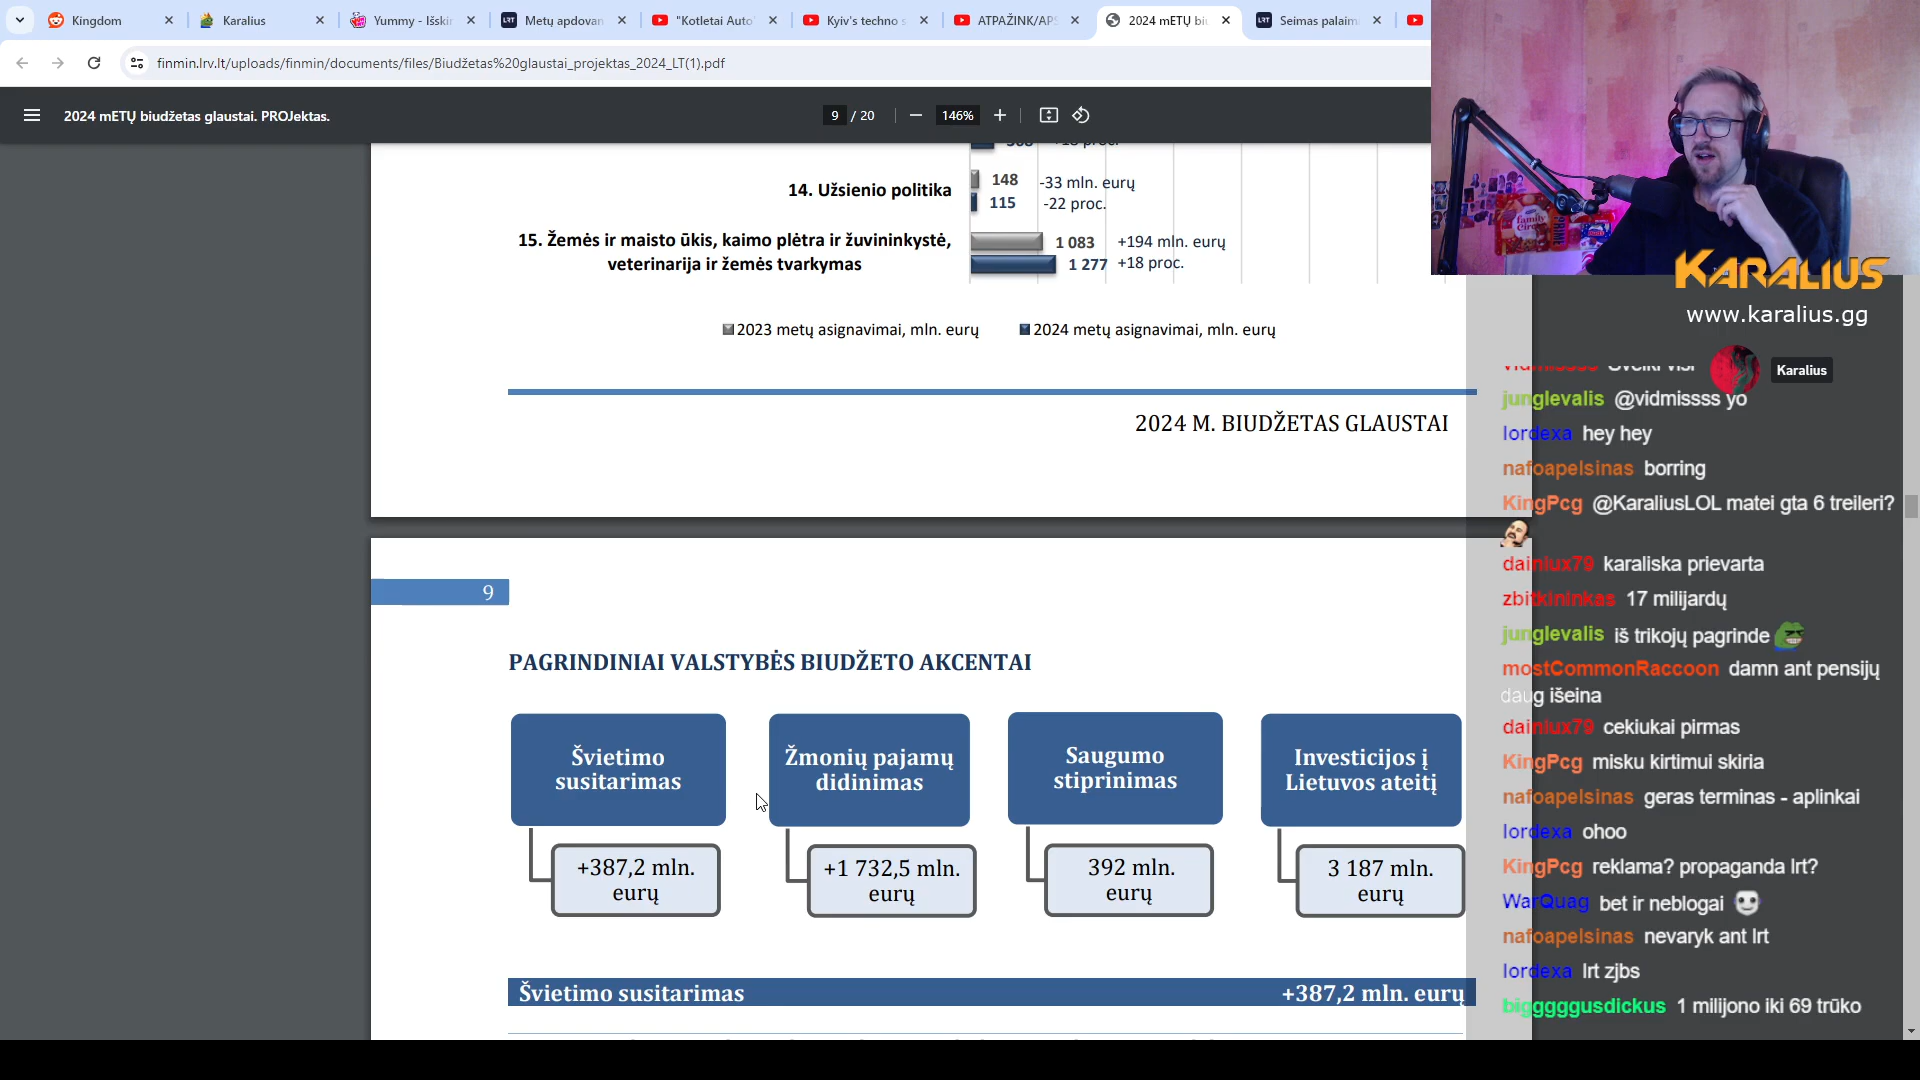 Kingdom
Karalius
Yummy - Išskir
Metų apdovan
"Kotletai Auto"
Kyiv's techno s
ATPAŽINK/APS
2024 mETŲ bi
Seimas palaim
finmin.lrv.lt/uploads/finmin/documents/files/Biudžetas%20glaustai_projektas_2024_LT(1).pdf
2024 mETŲ biudžetas glaustai. PROJektas.
9 / 20
146%
14. Užsienio politika
148
115
-33 mln. eurų
-22 proc.
15. Žemės ir maisto ūkis, kaimo plėtra ir žuvininkystė,
veterinarija ir žemės tvarkymas
1 083
1 277
+194 mln. eurų
+18 proc.
2023 metų asignavimai, mln. eurų
2024 metų asignavimai, mln. eurų
2024 M. BIUDŽETAS GLAUSTAI
9
PAGRINDINIAI VALSTYBĖS BIUDŽETO AKCENTAI
Švietimo
susitarimas
+387,2 mln.
eurų
Žmonių pajamų
didinimas
+1 732,5 mln.
eurų
Saugumo
stiprinimas
392 mln.
eurų
Investicijos į
Lietuvos ateitį
3 187 mln.
eurų
Švietimo susitarimas
+387,2 mln. eurų
family
PRIME
KARALIUS
www.karalius.gg
Karalius
junglevalis @vidmissss yo
lordexa hey hey
nafoapelsinas borring
KingPcg @KaraliusLOL matei gta 6 treileri?
dainiux79 karaliska prievarta
zbitkininkas 17 milijardų
junglevalis iš trikojų pagrinde
mostCommonRaccoon damn ant pensijų
daug išeina
dainiux79 cekiukai pirmas
KingPcg misku kirtimui skiria
nafoapelsinas geras terminas - aplinkai
lordexa ohoo
KingPcg reklama? propaganda lrt?
WarQuag bet ir neblogai
nafoapelsinas nevaryk ant lrt
lordexa lrt zjbs
bigggggusdickus 1 milijono iki 69 trūko